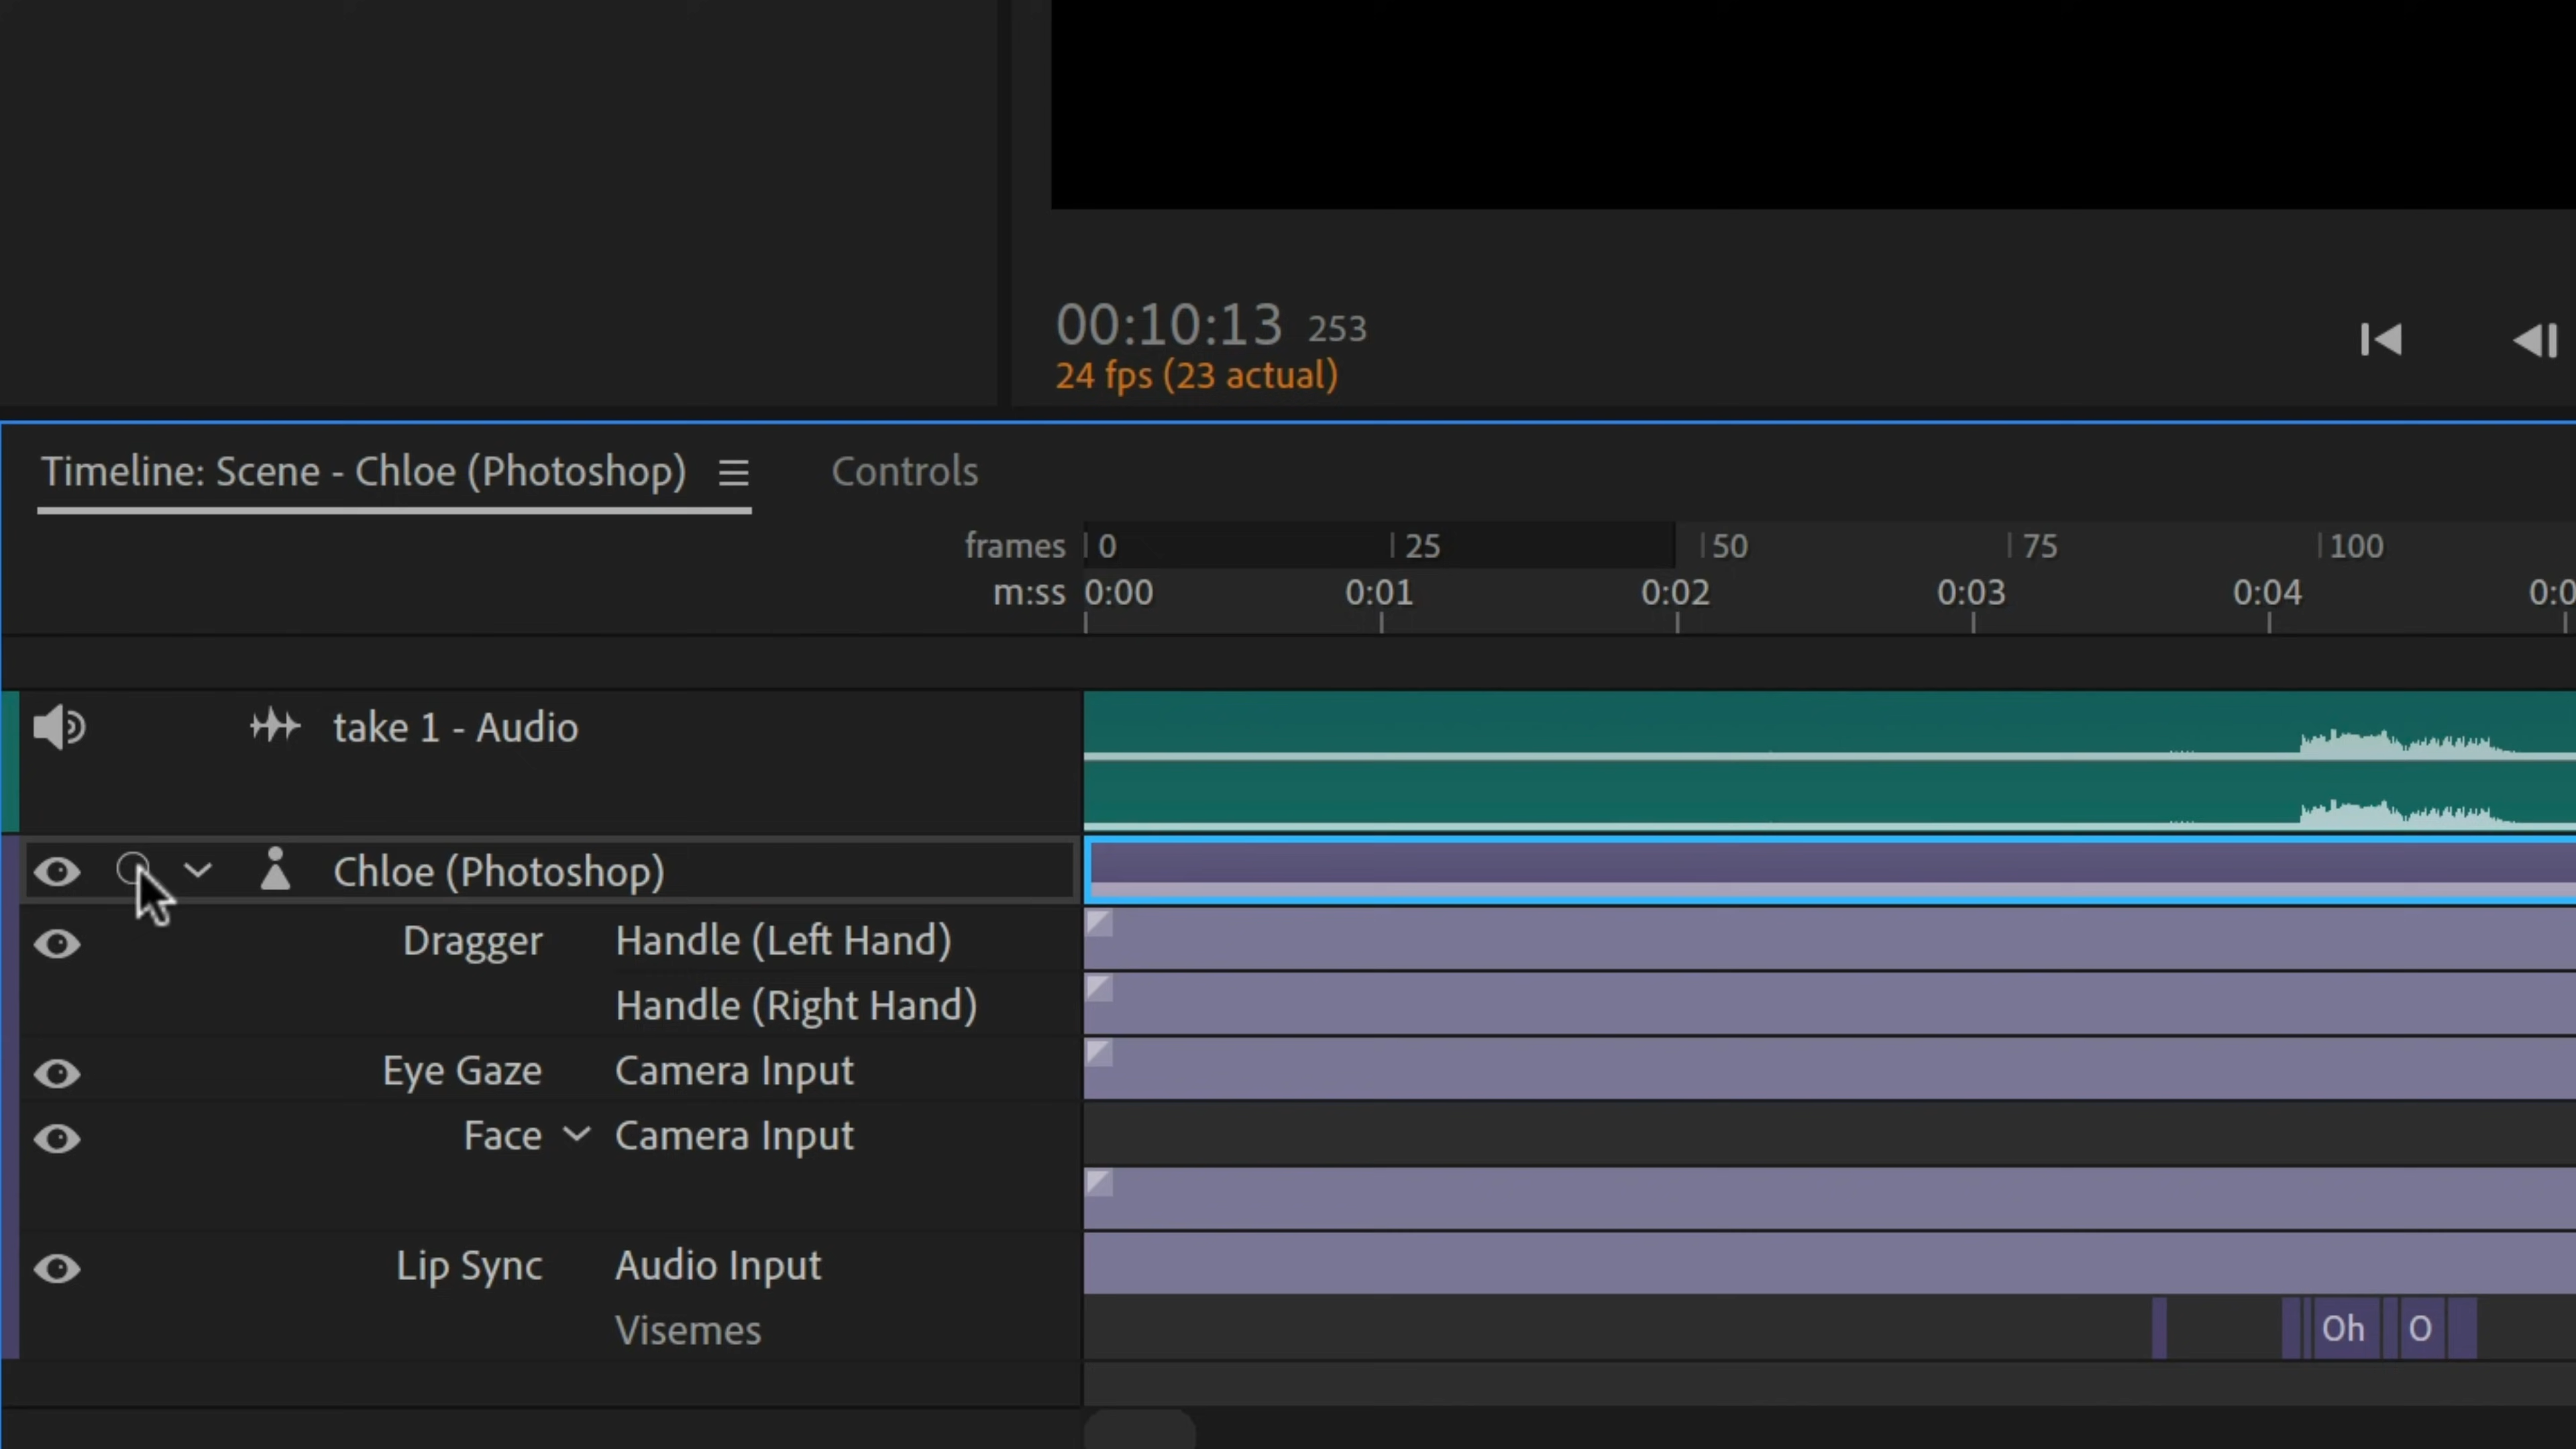 00:10:13 253
24 fps (23 actual)
Timeline: Scene - Chloe (Photoshop) Controls
frames 0 25 50 75 100
m:ss 0:00 0:01 0:02 0:03 0:04 0:0
take 1 - Audio
Chloe (Photoshop)
Dragger Handle (Left Hand)
Handle (Right Hand)
Eye Gaze Camera Input
Face Camera Input
Lip Sync Audio Input
Visemes Oh O